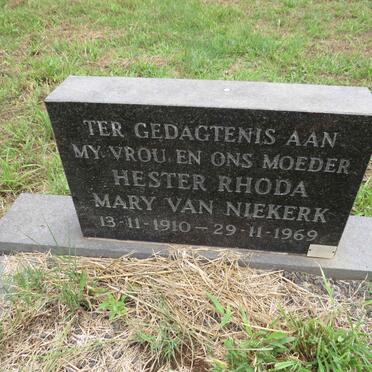 TER GEDAGTENIS AAN
MY VROU EN ONS MOEDER
HESTER RHODA
MARY VAN NIEKERK
13-11-1910 — 29-11-1969